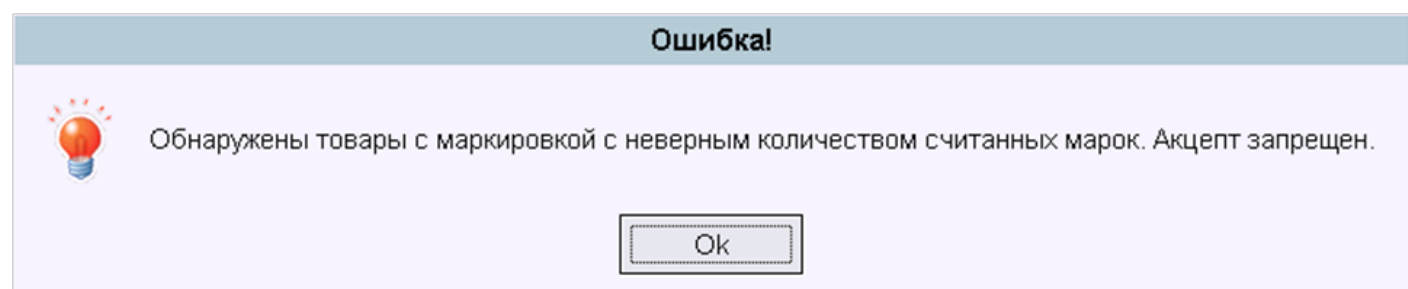 Ошибка!
Обнаружены товары с маркировкой с неверным количеством считанных марок. Акцепт запрещен.
Ok